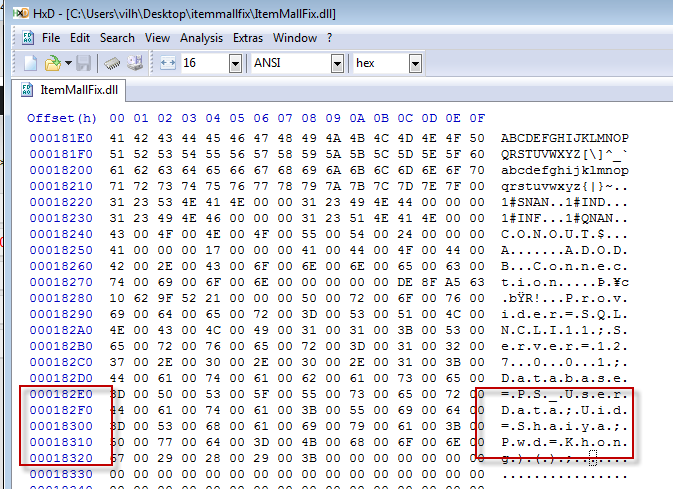 HxD - [C:\Users\vilh\Desktop\itemmallfix\ItemMallFix.dll]
File Edit Search View Analysis Extras Window ?
16 ANSI hex
ItemMallFix.dll
Offset(h) 00 01 02 03 04 05 06 07 08 09 0A 0B 0C 0D 0E 0F
000181E0 41 42 43 44 45 46 47 48 49 4A 4B 4C 4D 4E 4F 50 ABCDEFGHIJKLMNOP
000181F0 51 52 53 54 55 56 57 58 59 5A 5B 5C 5D 5E 5F 60 QRSTUVWXYZ[\]^_`
00018200 61 62 63 64 65 66 67 68 69 6A 6B 6C 6D 6E 6F 70 abcdefghijklmnop
00018210 71 72 73 74 75 76 77 78 79 7A 7B 7C 7D 7E 7F 00 qrstuvwxyz{|}~..
00018220 31 23 53 4E 41 4E 00 00 31 23 49 4E 44 00 00 00 1#SNAN..1#IND...
00018230 31 23 49 4E 46 00 00 00 31 23 51 4E 41 4E 00 00 1#INF...1#QNAN..
00018240 43 00 4F 00 4E 00 4F 00 55 00 54 00 24 00 00 00 C.O.N.O.U.T.$...
00018250 41 00 00 00 17 00 00 00 41 00 44 00 4F 00 44 00 A.......A.D.O.D.
00018260 42 00 2E 00 43 00 6F 00 6E 00 6E 00 65 00 63 00 B...C.o.n.n.e.c.
00018270 74 00 69 00 6F 00 6E 00 00 00 00 00 DE 8F A5 63 t.i.o.n.....Þ.¥c
00018280 10 62 9F 52 21 00 00 00 50 00 72 00 6F 00 76 00 .bŸR!...P.r.o.v.
00018290 69 00 64 00 65 00 72 00 3D 00 53 00 51 00 4C 00 i.d.e.r.=.S.Q.L.
000182A0 4E 00 43 00 4C 00 49 00 31 00 31 00 3B 00 53 00 N.C.L.I.1.1.;.S.
000182B0 65 00 72 00 76 00 65 00 72 00 3D 00 31 00 32 00 e.r.v.e.r.=.1.2.
000182C0 37 00 2E 00 30 00 2E 00 30 00 2E 00 31 00 3B 00 7...0...0...1.;.
000182D0 44 00 61 00 74 00 61 00 62 00 61 00 73 00 65 00 D.a.t.a.b.a.s.e.
000182E0 3D 00 50 00 53 00 5F 00 55 00 73 00 65 00 72 00 =.P.S._.U.s.e.r.
000182F0 44 00 61 00 74 00 61 00 3B 00 55 00 69 00 64 00 D.a.t.a.;.U.i.d.
00018300 3D 00 53 00 68 00 61 00 69 00 79 00 61 00 3B 00 =.S.h.a.i.y.a.;.
00018310 50 00 77 00 64 00 3D 00 4B 00 68 00 6F 00 6E 00 P.w.d.=.K.h.o.n.
00018320 67 00 29 00 28 00 29 00 3B 00 00 00 00 00 00 00 g.).(.).;.......
00018330 00 00 00 00 00 00 00 00 00 00 00 00 00 00 00 00 ................